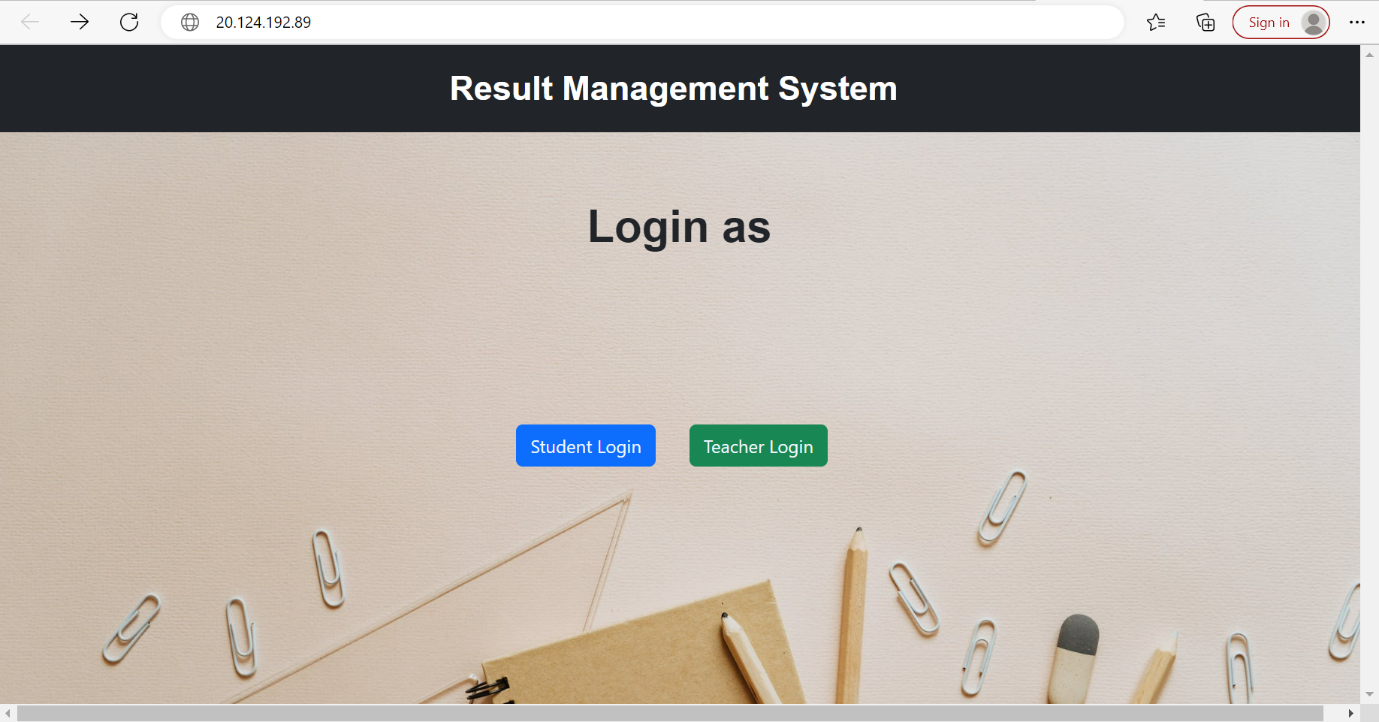 20.124.192.89
Sign in
Result Management System
Login as
Student Login
Teacher Login